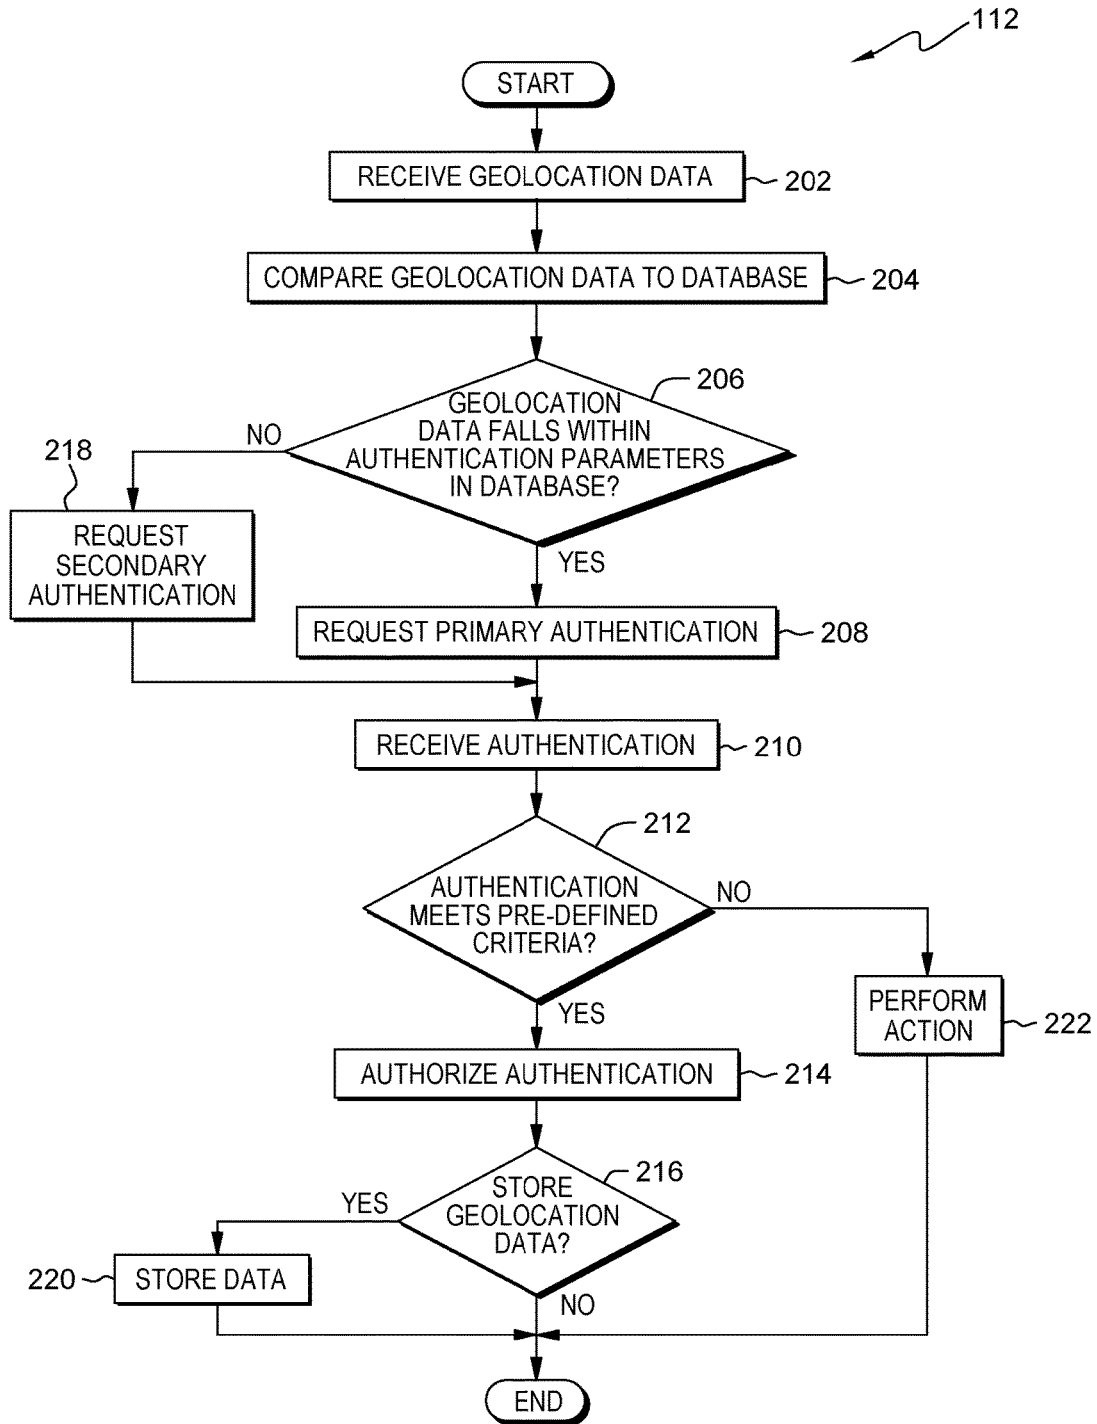 112
START
RECEIVE GEOLOCATION DATA
202
COMPARE GEOLOCATION DATA TO DATABASE
204
206
GEOLOCATION
DATA FALLS WITHIN
AUTHENTICATION PARAMETERS
IN DATABASE?
NO
218
REQUEST
SECONDARY
AUTHENTICATION
YES
REQUEST PRIMARY AUTHENTICATION
208
RECEIVE AUTHENTICATION
210
212
AUTHENTICATION
MEETS PRE-DEFINED
CRITERIA?
NO
PERFORM
ACTION
222
YES
AUTHORIZE AUTHENTICATION
214
216
STORE
GEOLOCATION
DATA?
YES
220
STORE DATA
NO
END